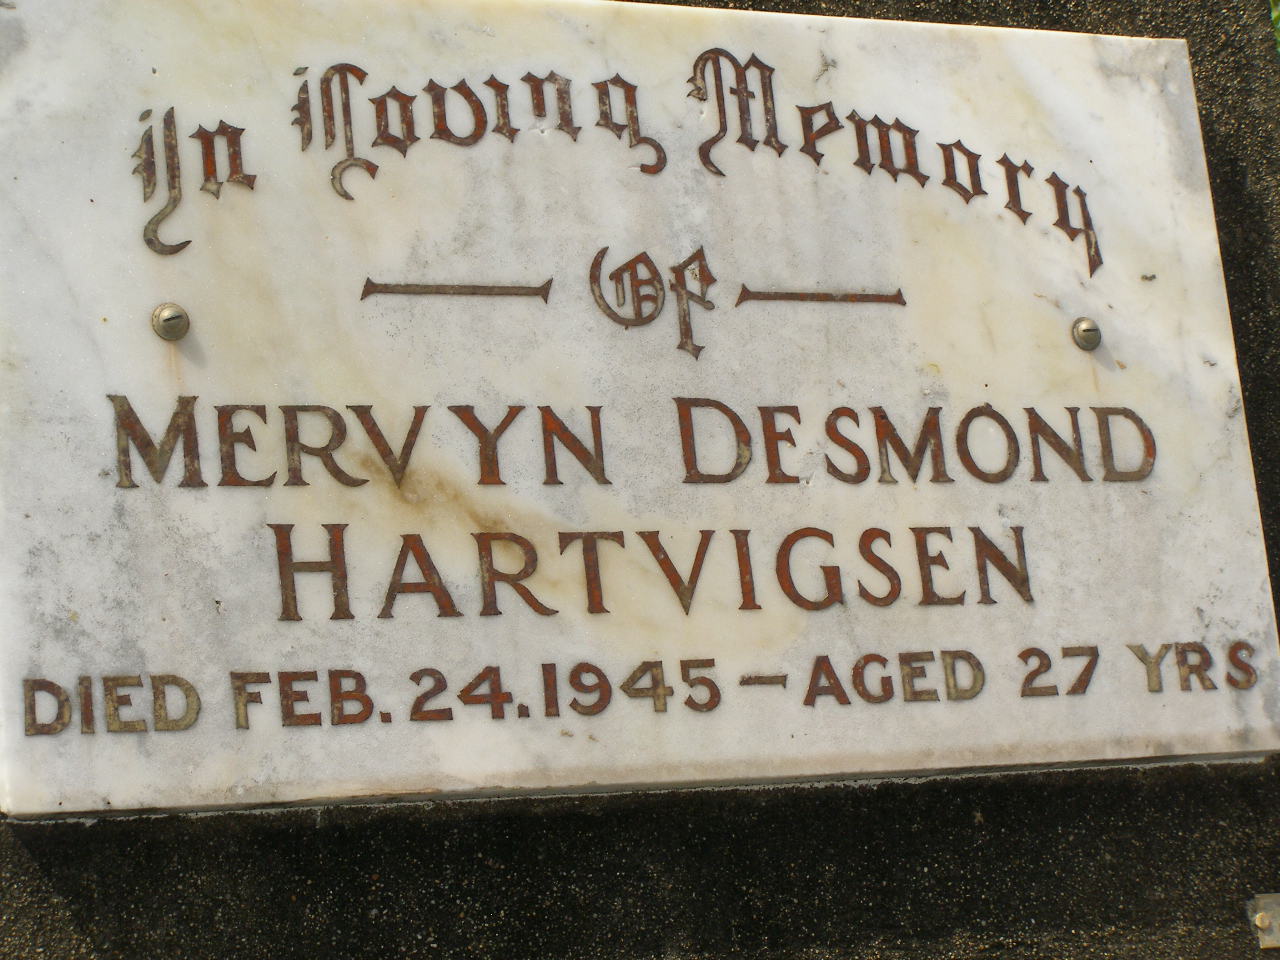 In Loving Memory
Of
MERVYN DESMOND
HARTVIGSEN
DIED FEB. 24.1945 - AGED 27 YRS